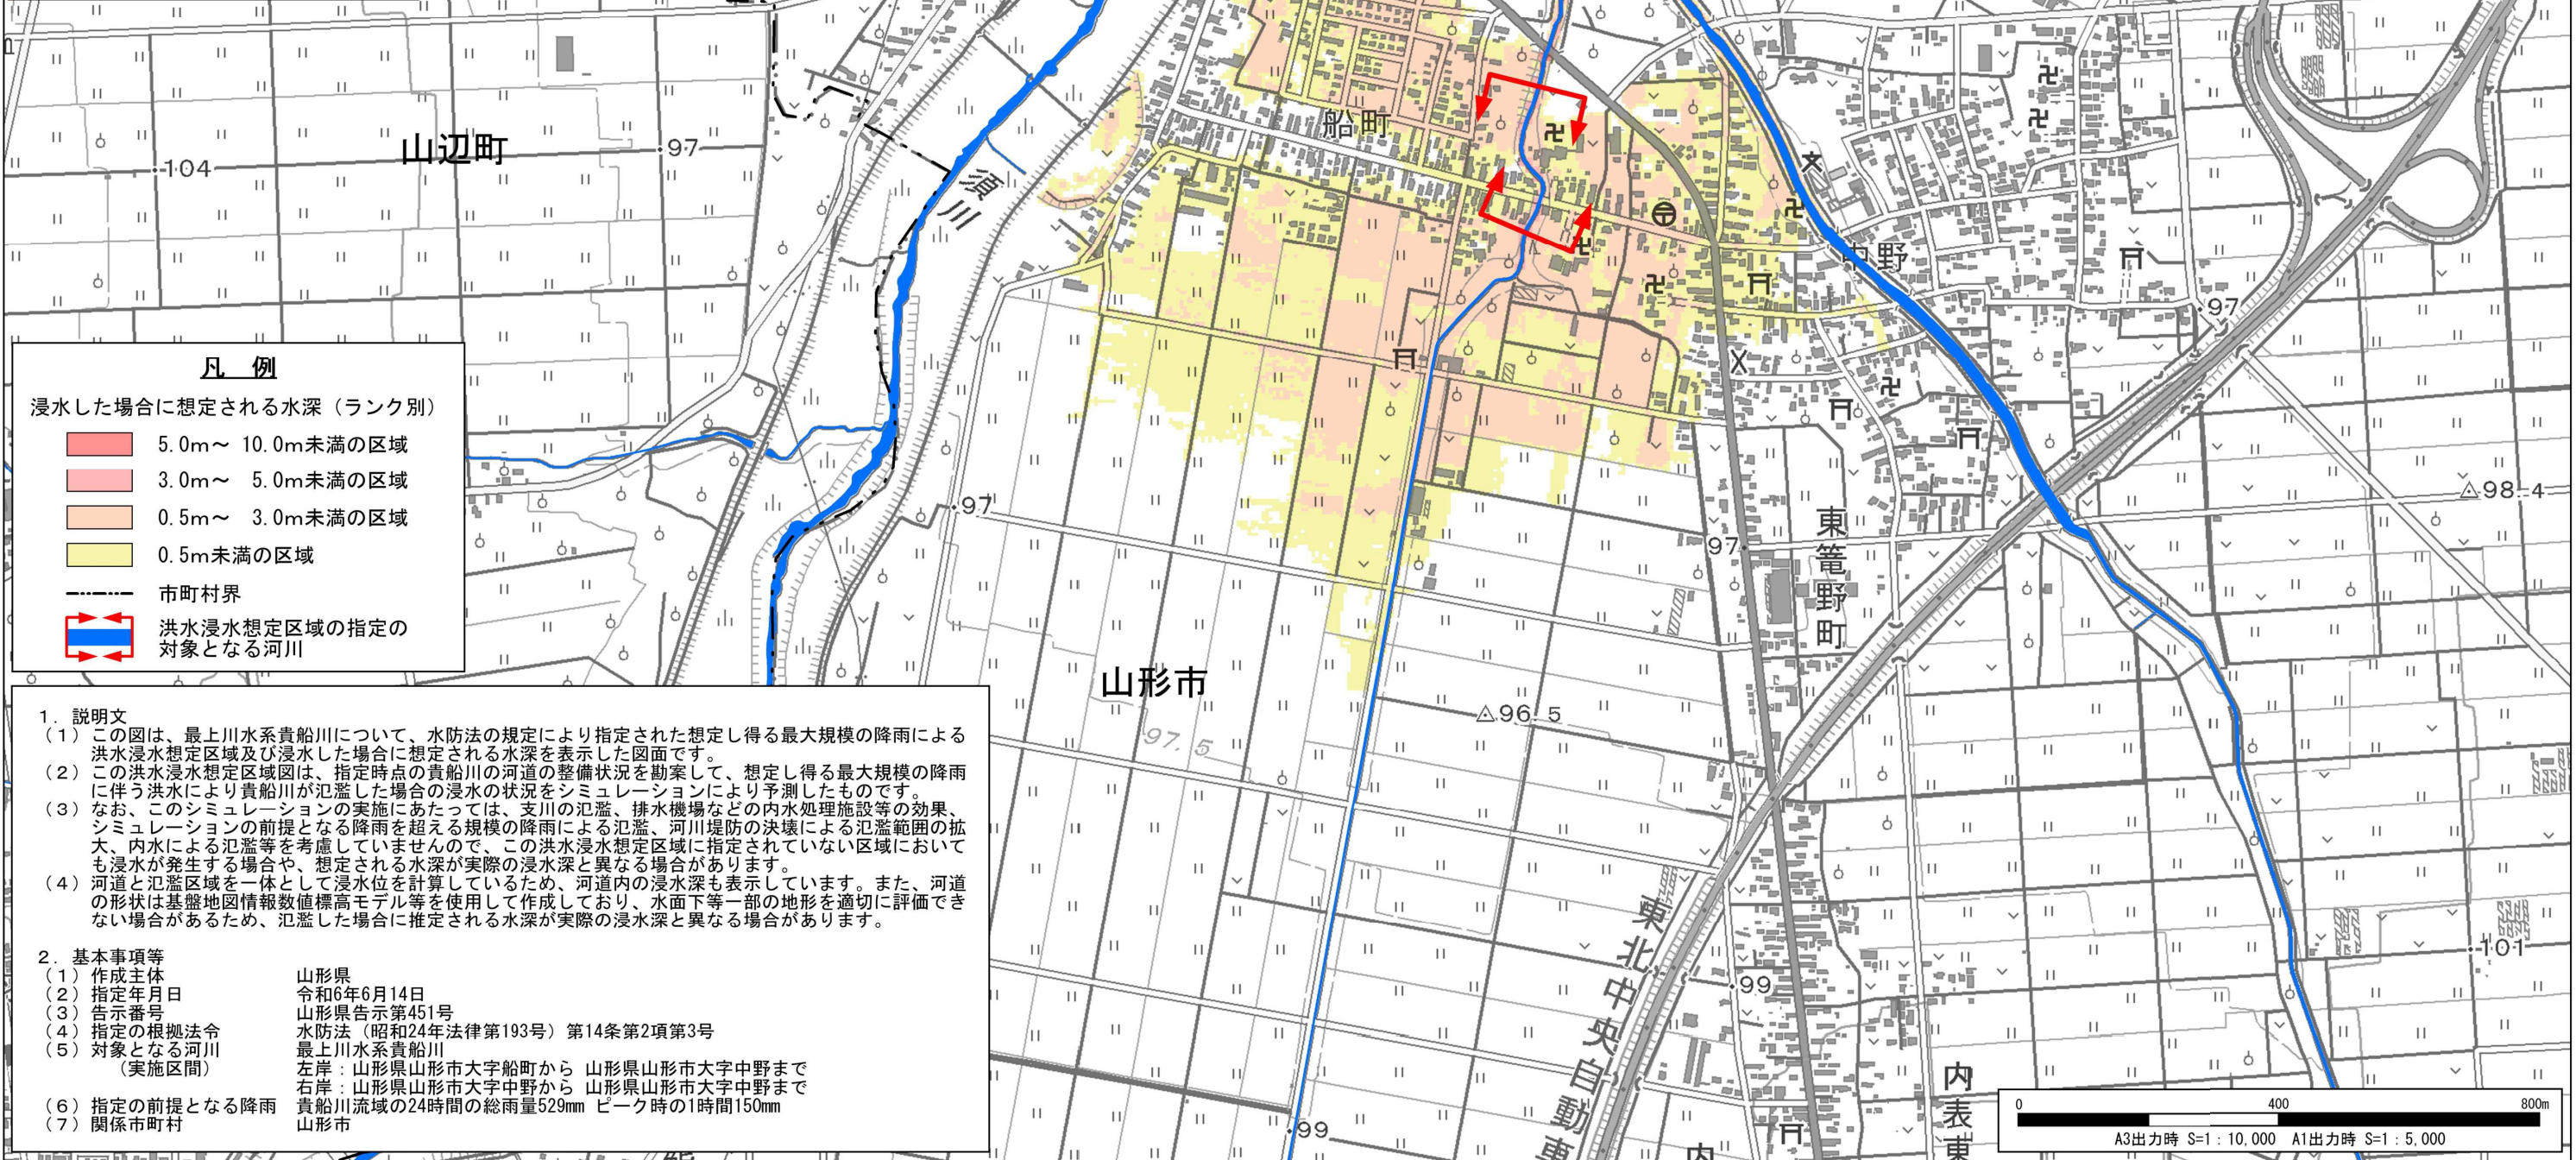 山辺町
104
97
須川
船町
中野
97
凡 例
浸水した場合に想定される水深（ランク別）
5.0m～ 10.0m未満の区域
3.0m～ 5.0m未満の区域
0.5m～ 3.0m未満の区域
0.5m未満の区域
市町村界
洪水浸水想定区域の指定の
対象となる河川
97
97
東篭野町
98.4
山形市
97.5
96.5
1．説明文
（1）この図は、最上川水系貴船川について、水防法の規定により指定された想定し得る最大規模の降雨による
洪水浸水想定区域及び浸水した場合に想定される水深を表示した図面です。
（2）この洪水浸水想定区域図は、指定時点の貴船川の河道の整備状況を勘案して、想定し得る最大規模の降雨
に伴う洪水により貴船川が氾濫した場合の浸水の状況をシミュレーションにより予測したものです。
（3）なお、このシミュレーションの実施にあたっては、支川の氾濫、排水機場などの内水処理施設等の効果、
シミュレーションの前提となる降雨を超える規模の降雨による氾濫、河川堤防の決壊による氾濫範囲の拡
大、内水による氾濫等を考慮していませんので、この洪水浸水想定区域に指定されていない区域において
も浸水が発生する場合や、想定される水深が実際の浸水深と異なる場合があります。
（4）河道と氾濫区域を一体として浸水位を計算しているため、河道内の浸水深も表示しています。また、河道
の形状は基盤地図情報数値標高モデル等を使用して作成しており、水面下等一部の地形を適切に評価でき
ない場合があるため、氾濫した場合に推定される水深が実際の浸水深と異なる場合があります。
2．基本事項等
（1）作成主体 山形県
（2）指定年月日 令和6年6月14日
（3）告示番号 山形県告示第451号
（4）指定の根拠法令 水防法（昭和24年法律第193号）第14条第2項第3号
（5）対象となる河川 最上川水系貴船川
（実施区間） 左岸：山形県山形市大字船町から 山形県山形市大字中野まで
右岸：山形県山形市大字中野から 山形県山形市大字中野まで
（6）指定の前提となる降雨 貴船川流域の24時間の総雨量529mm ピーク時の1時間150mm
（7）関係市町村 山形市
東北中央自動車
99
101
99
内表東
内
0 400 800m
A3出力時 S=1：10,000 A1出力時 S=1：5,000